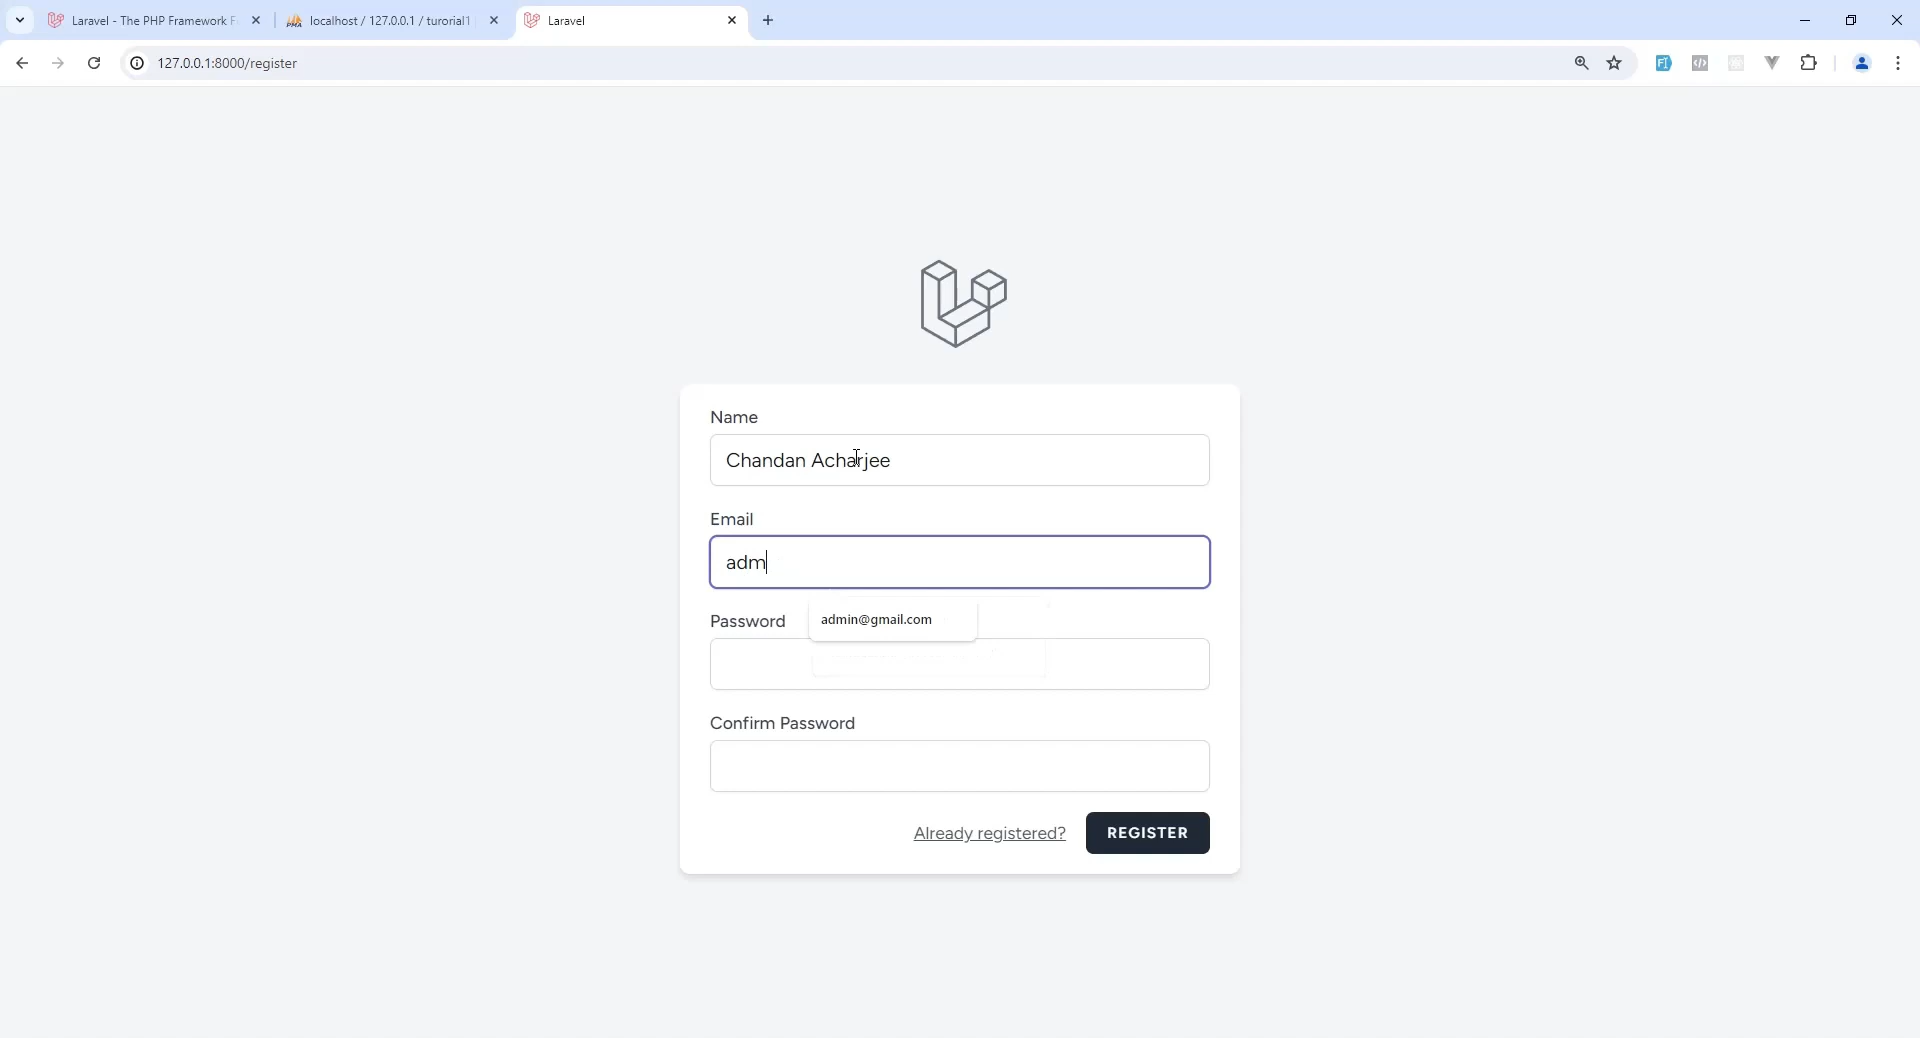 Laravel - The PHP Framework F
localhost / 127.0.0.1 / turorial1
Laravel
127.0.0.1:8000/register
Name
Chandan Acharjee
Email
adm
Password
admin@gmail.com
Confirm Password
Already registered?
REGISTER